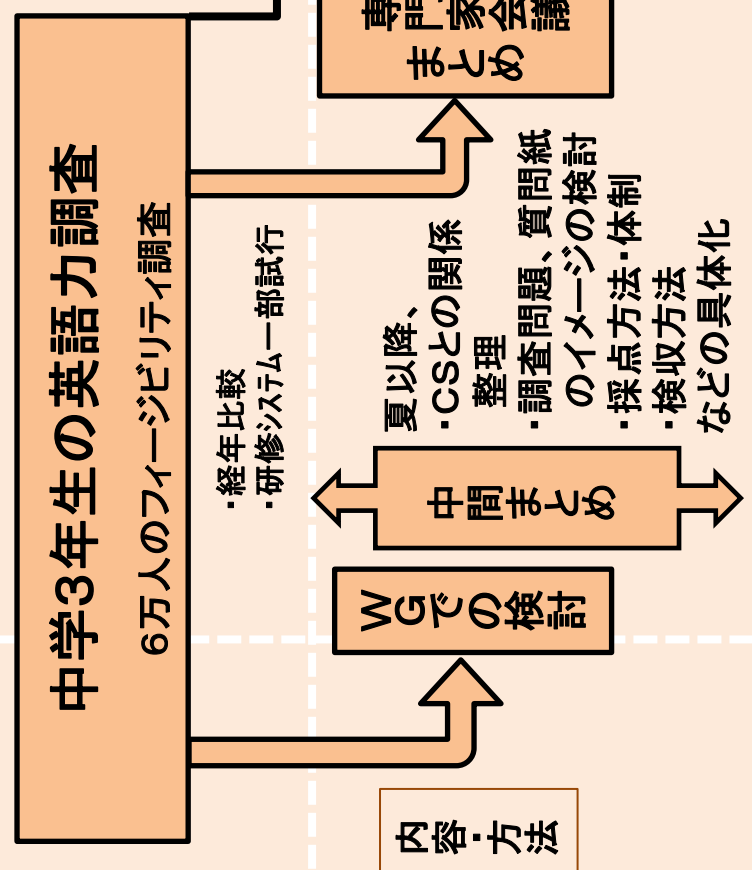 中学3年生の英語力調査
6万人のフィージビリティ調査
・経年比較
・研修システム一部試行
専門家会議
まとめ
夏以降、
・CSとの関係
整理
・調査問題、質問紙
のイメージの検討
・採点方法・体制
・検収方法
などの具体化
中間まとめ
WGでの検討
内容・方法